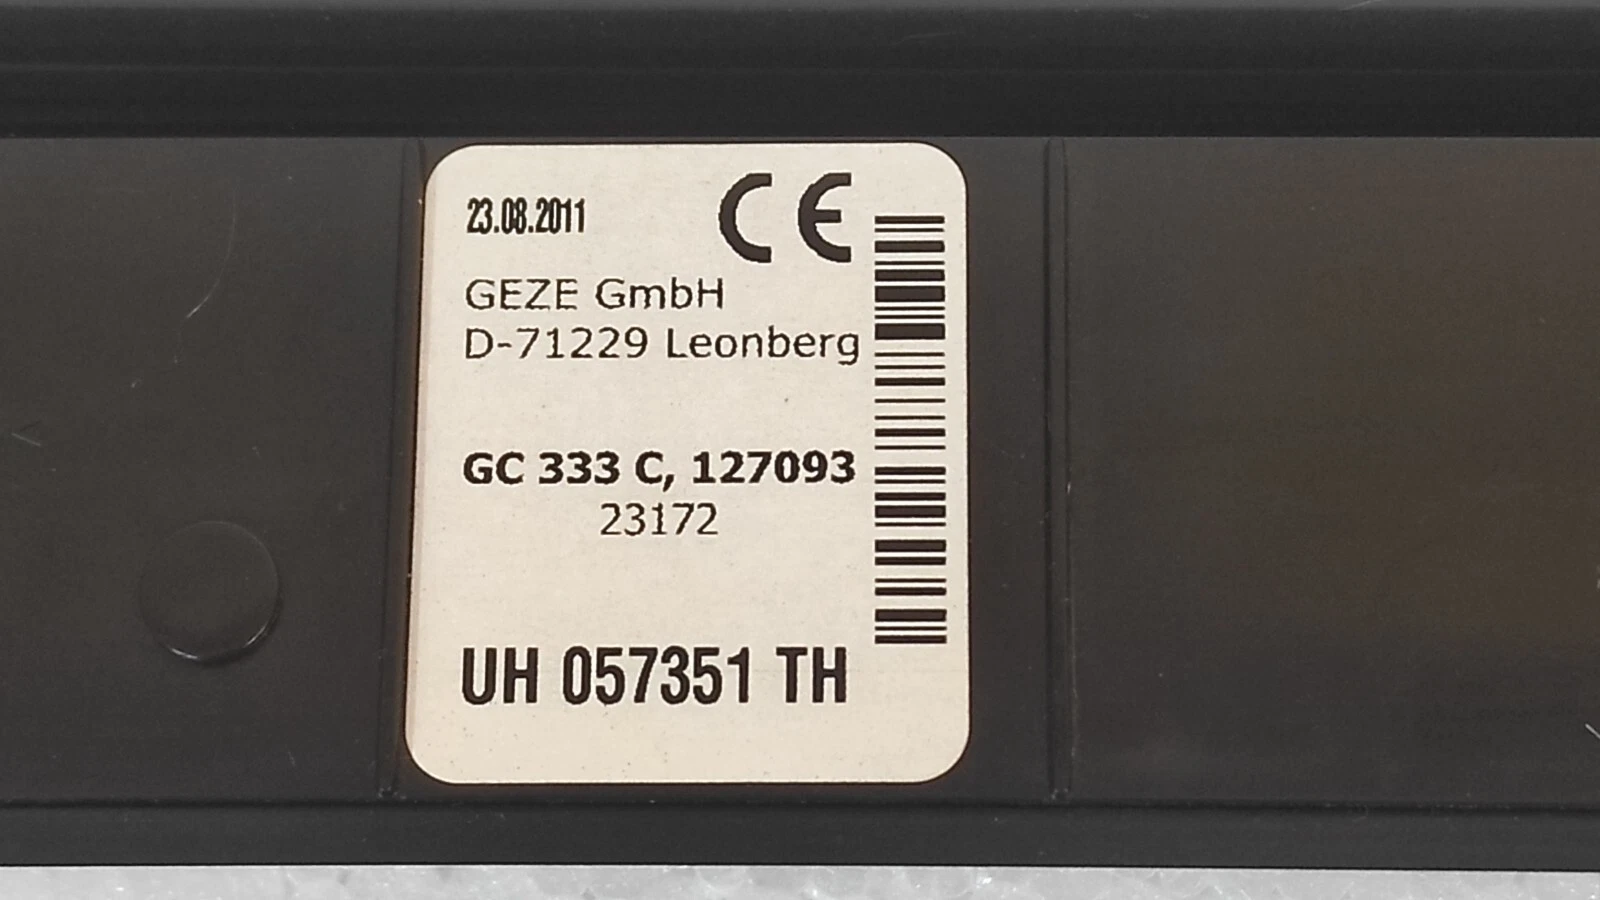 23.08.2011
CE
GEZE GmbH
D-71229 Leonberg
GC 333 C, 127093
23172
UH 057351 TH